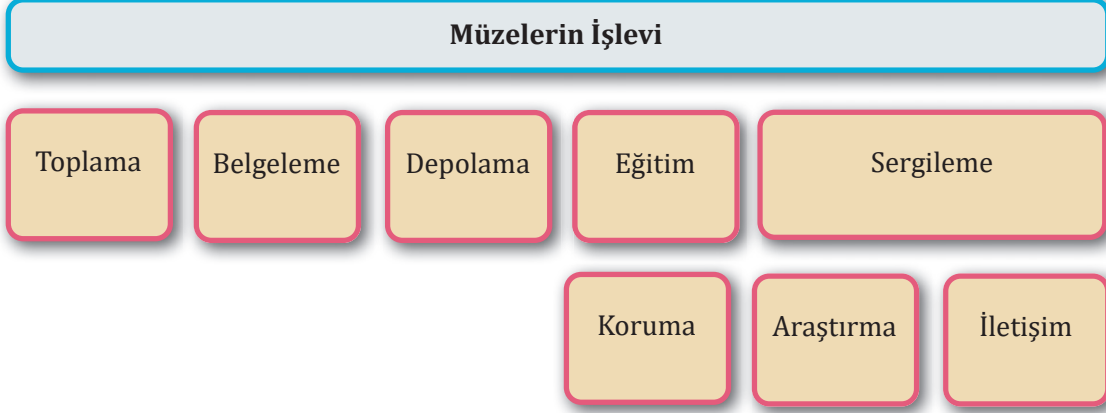 Müzelerin İşlevi
Toplama
Belgeleme
Depolama
Eğitim
Sergileme
Koruma
Araştırma
İletişim